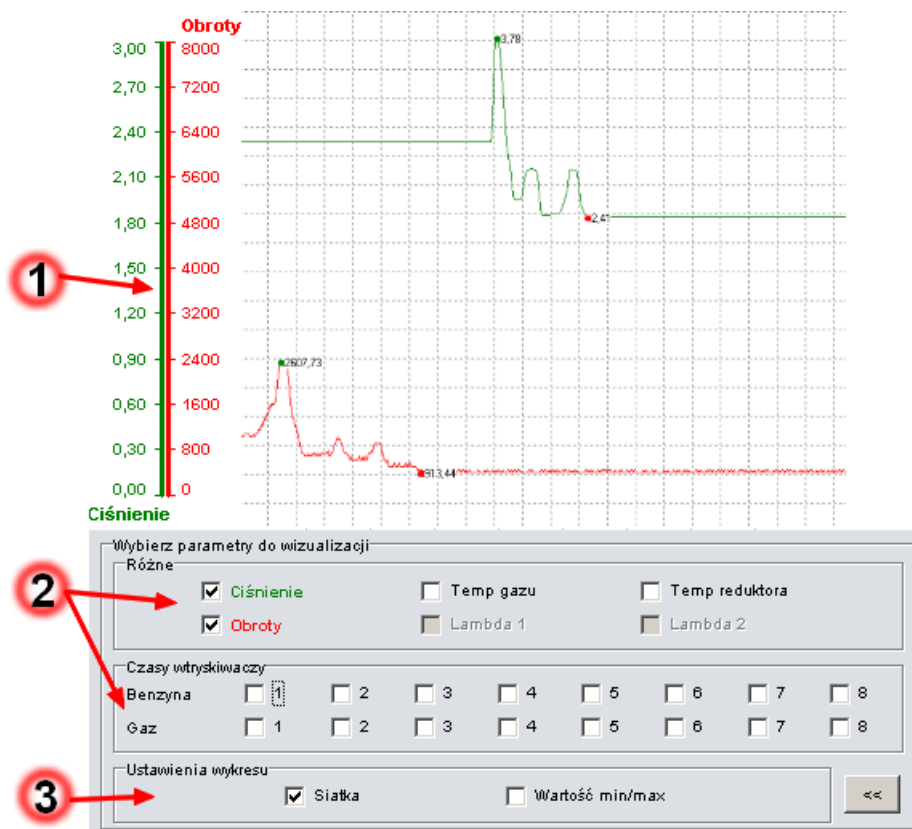 Obroty
3,00 8000
3,78
2,70 7200
2,40 6400
2,10 5600
1,80 4800
2,41
1,50 4000
1
1,20 3200
0,90 2400
2607,73
0,60 1600
0,30 800
913,44
0,00 0
Ciśnienie
Wybierz parametry do wizualizacji
Różne
2
Ciśnienie Temp gazu Temp reduktora
Obroty Lambda 1 Lambda 2
Czasy wtryskiwaczy
Benzyna 1 2 3 4 5 6 7 8
Gaz 1 2 3 4 5 6 7 8
Ustawienia wykresu
3
Siatka Wartość min/max <<